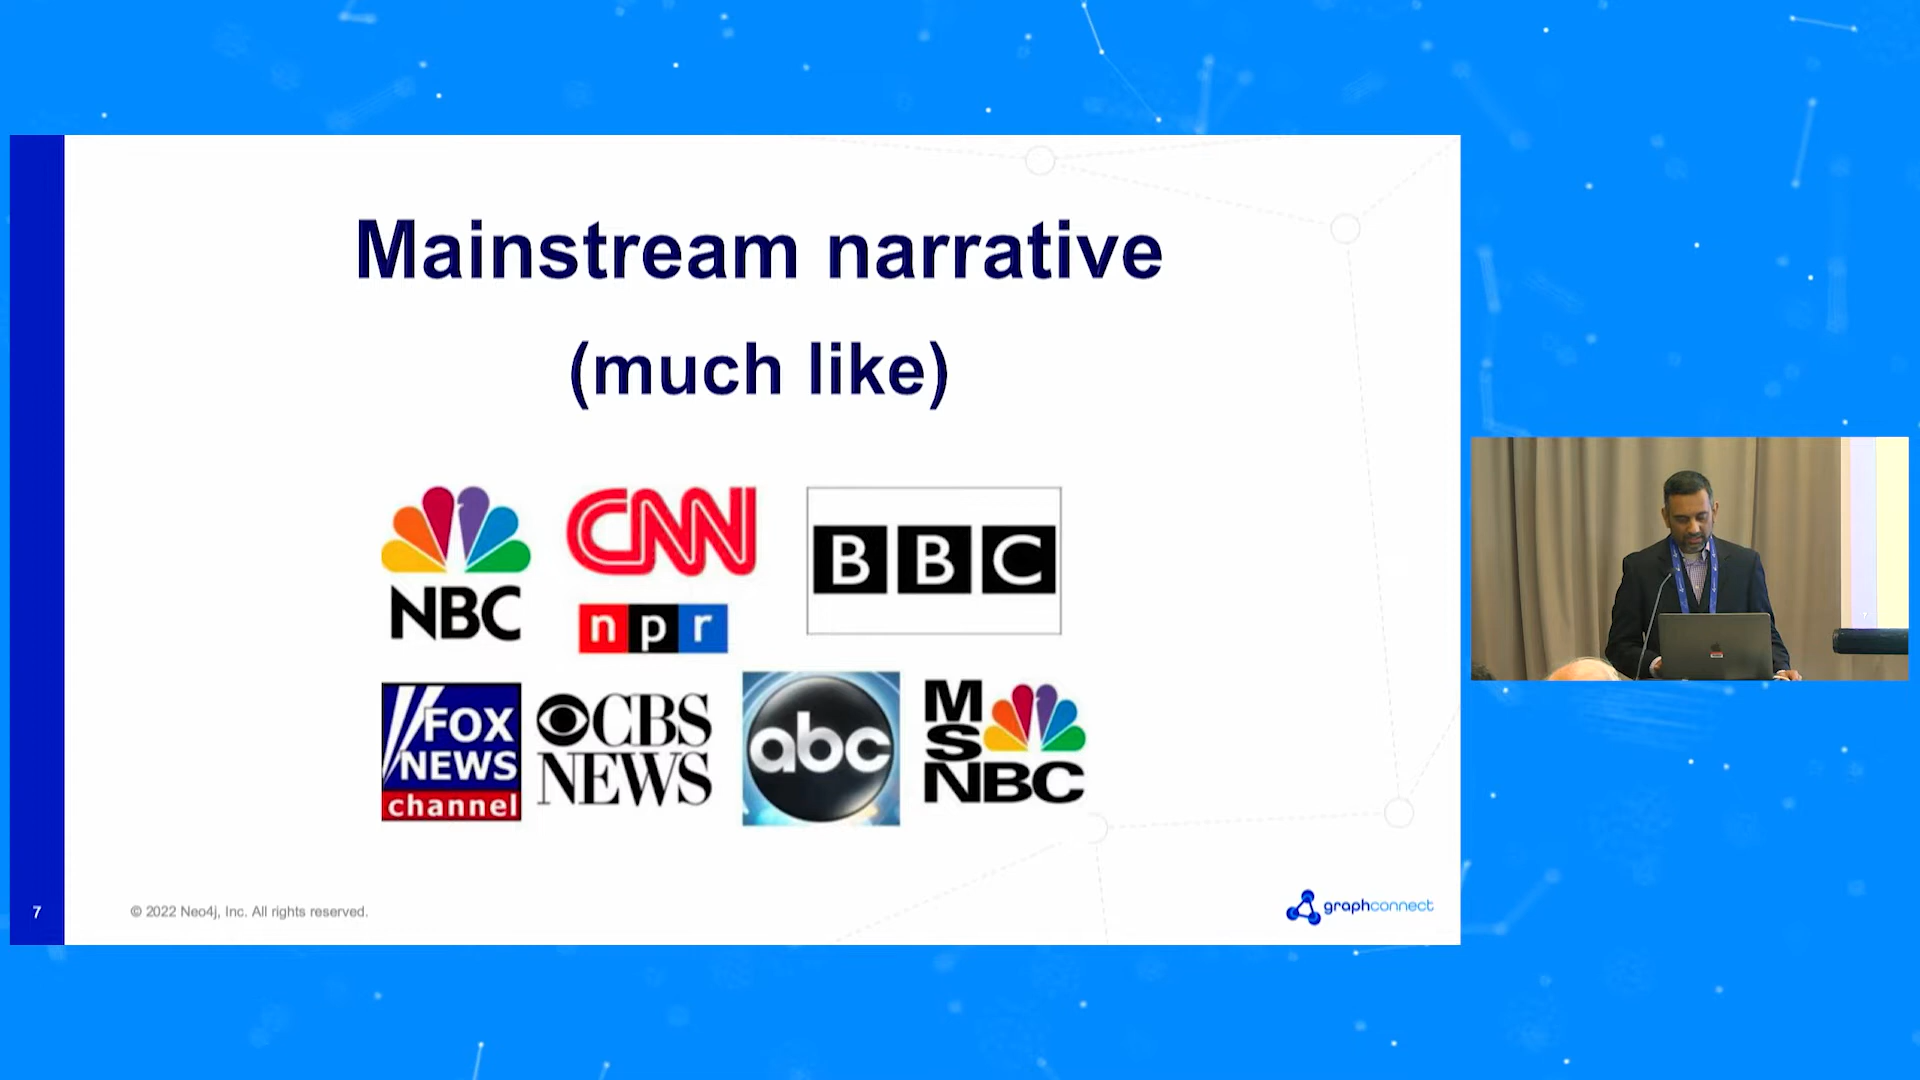 Mainstream narrative
(much like)
NBC
CNN
npr
BBC
FOX
NEWS
channel
CBS
NEWS
abc
M
S
NBC
7
© 2022 Neo4j, Inc. All rights reserved.
graphconnect